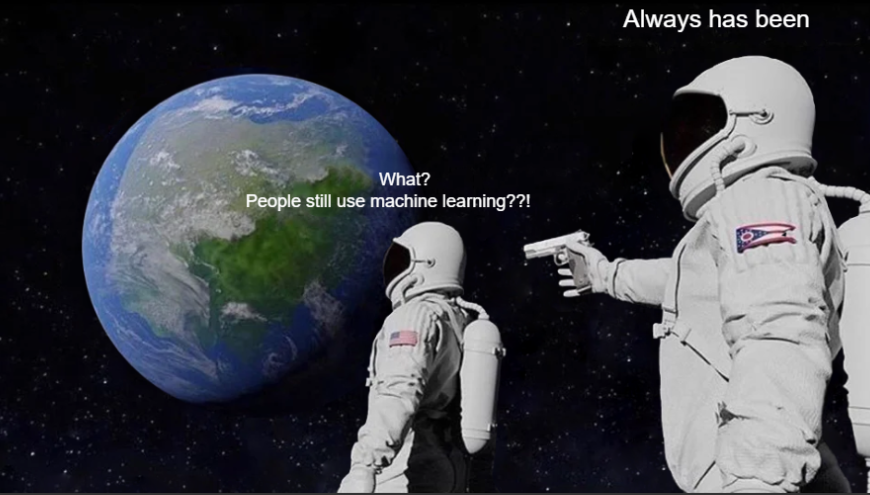 Always has been
What?
People still use machine learning??!